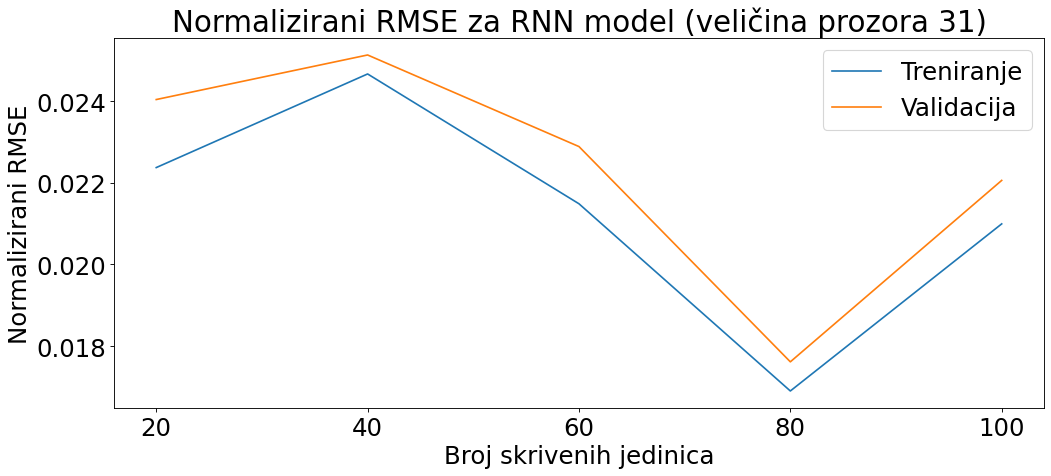 Normalizirani RMSE za RNN model (veličina prozora 31)
Treniranje
Validacija
Normalizirani RMSE
0.024
0.022
0.020
0.018
20 40 60 80 100
Broj skrivenih jedinica